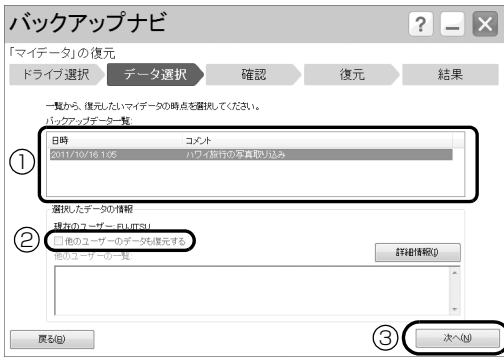 バックアップナビ
? － ×
「マイデータ」の復元
ドライブ選択 データ選択 確認 復元 結果
一覧から、復元したいマイデータの時点を選択してください。
バックアップデータ一覧:
日時 コメント
① 2011/10/16 1:05 ハワイ旅行の写真取り込み
選択したデータの情報
現在のユーザー: FUJITSU
② 他のユーザーのデータも復元する
他のユーザーの一覧: 詳細情報(I)
戻る(B) ③ 次へ(N)